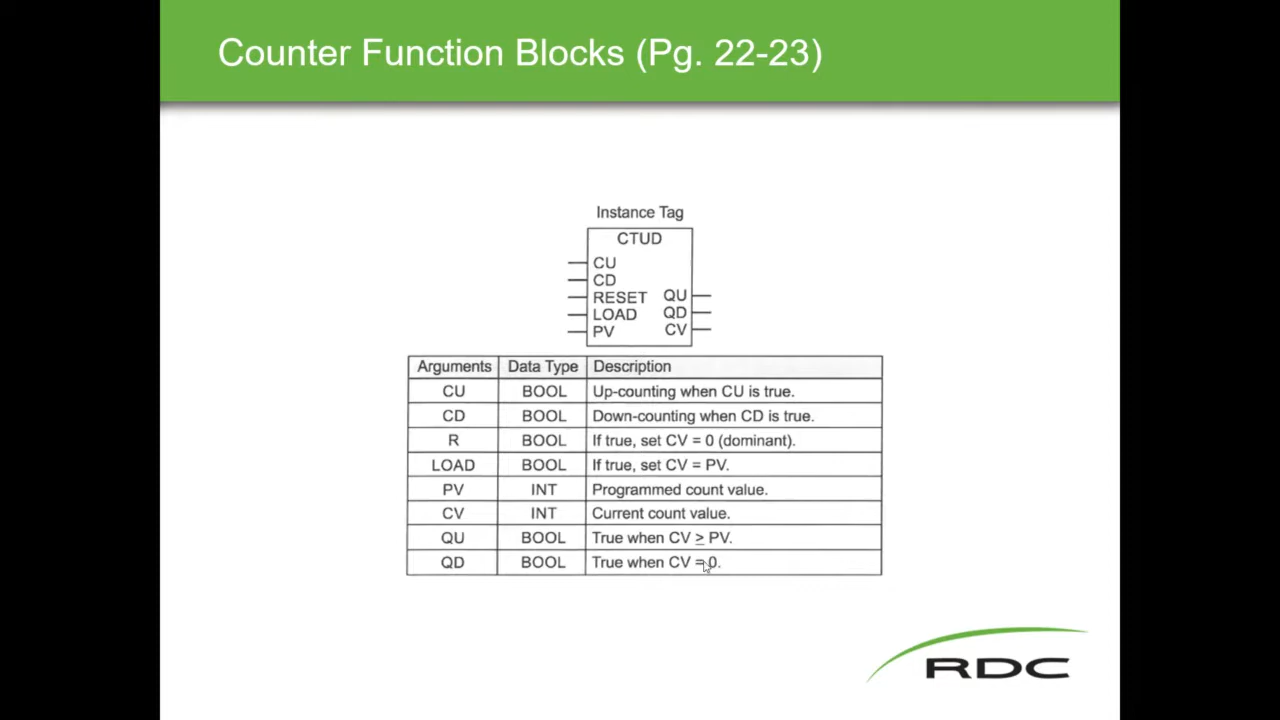 Counter Function Blocks (Pg. 22-23)
Instance Tag
CTUD
CU
CD
RESET QU
LOAD QD
PV CV
Arguments Data Type Description
CU BOOL Up-counting when CU is true.
CD BOOL Down-counting when CD is true.
R BOOL If true, set CV = 0 (dominant).
LOAD BOOL If true, set CV = PV.
PV INT Programmed count value.
CV INT Current count value.
QU BOOL True when CV ≥ PV.
QD BOOL True when CV = 0.
RDC